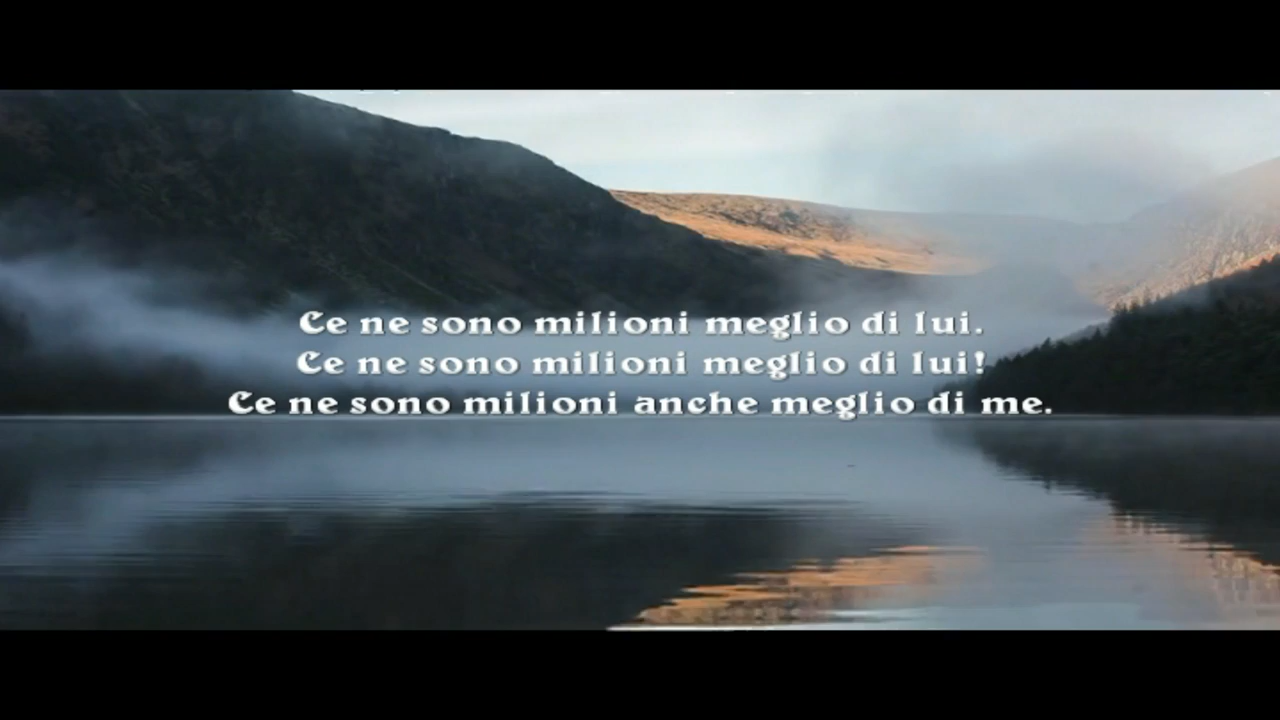 Ce ne sono milioni meglio di lui.
Ce ne sono milioni meglio di lui!
Ce ne sono milioni anche meglio di me.